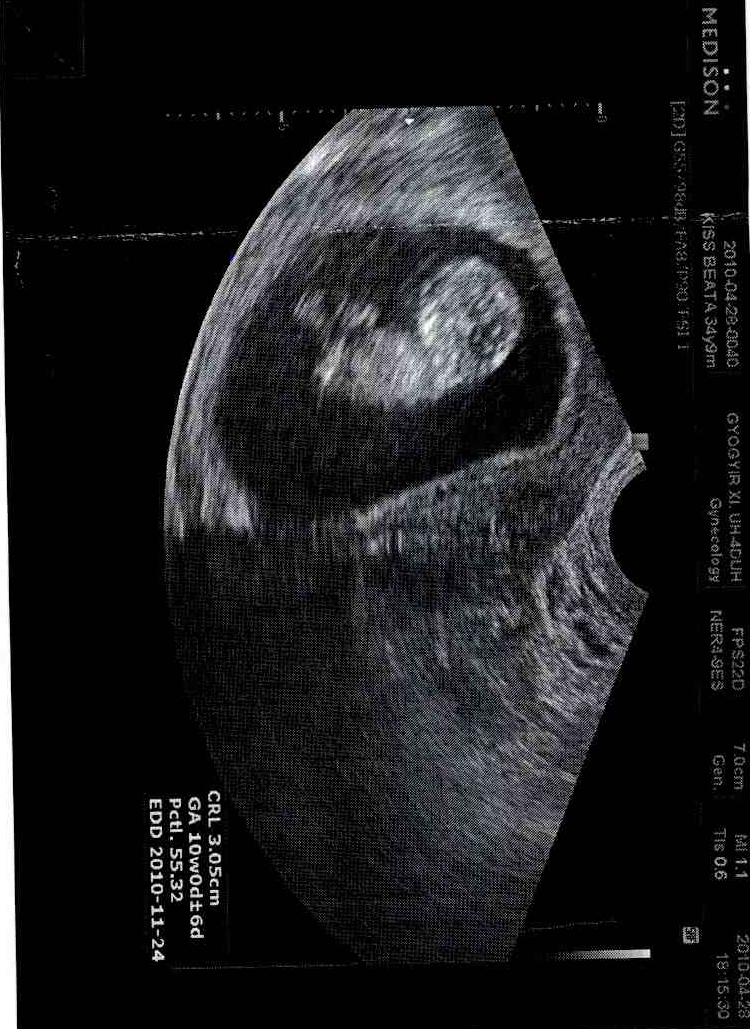 MEDISON
2010-04-28-0040
KISS BEATA 34y9m
GYOGYIR XI. UH-4DUH
Gynecology
FPS22D
NER4-9ES
7.0cm
Gen.
MI 1.1
TIs 0.6
2010-04-28
18:15:30
CRL 3.05cm
GA 10w0d±6d
Pctl. 55.32
EDD 2010-11-24